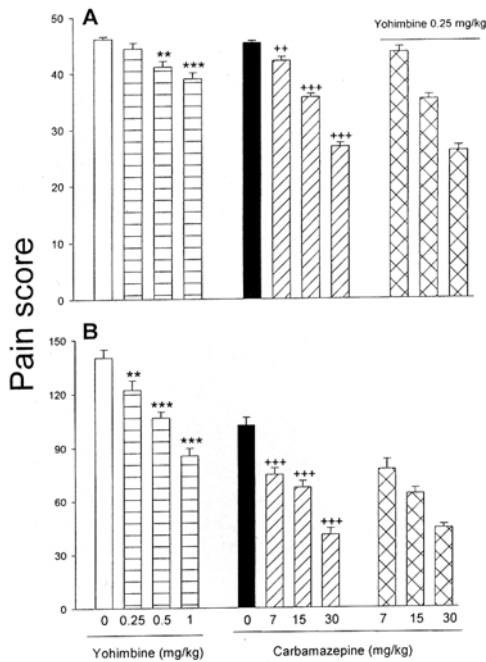 A
Yohimbine 0.25 mg/kg
50
40
30
20
10
0
** *** ++ +++ +++
Pain score
B
150
120
90
60
30
0
** *** *** +++ +++ +++
0 0.25 0.5 1 0 7 15 30 7 15 30
Yohimbine (mg/kg) Carbamazepine (mg/kg)